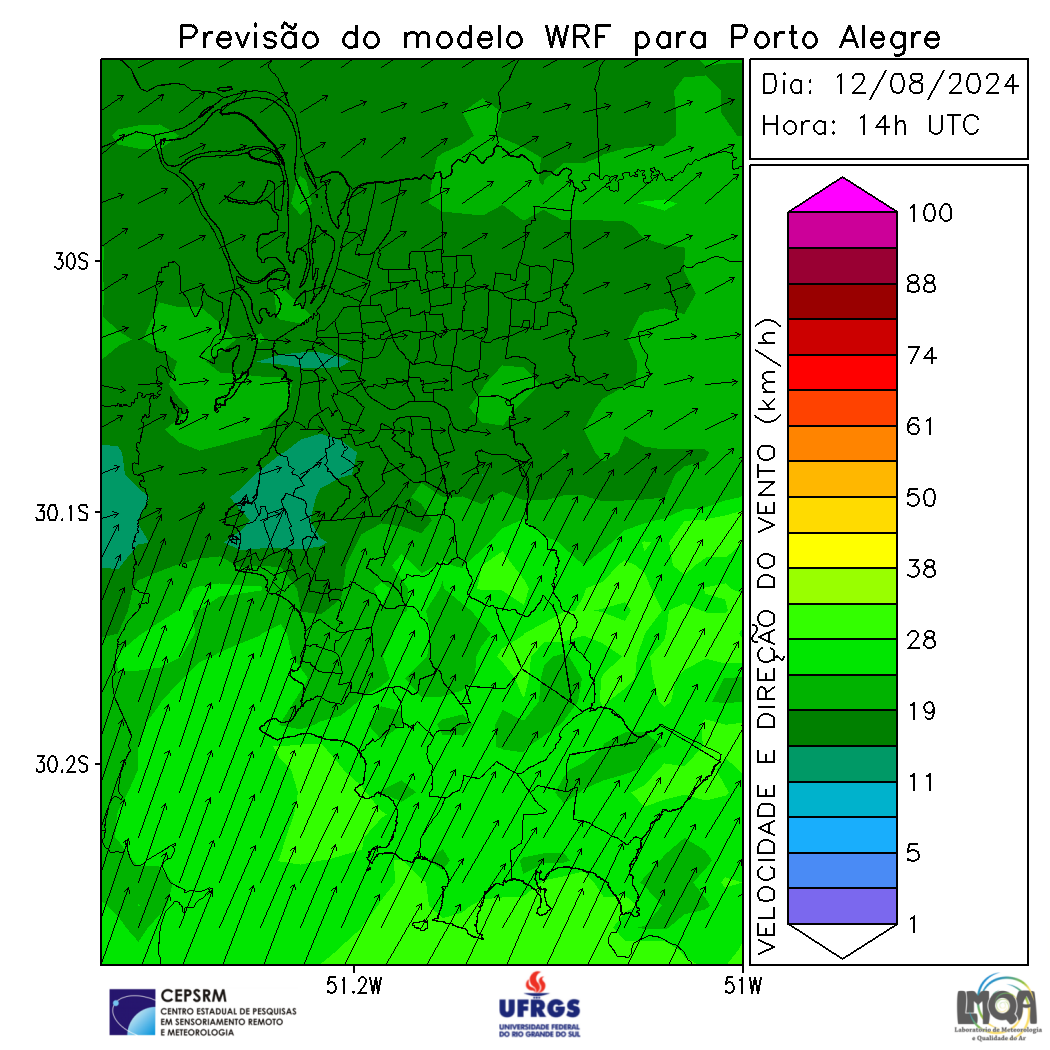 Previsão do modelo WRF para Porto Alegre
Dia: 12/08/2024
Hora: 14h UTC
30S
30.1S
30.2S
51.2W
51W
VELOCIDADE E DIREÇÃO DO VENTO (km/h)
100
88
74
61
50
38
28
19
11
5
1
CEPSRM
CENTRO ESTADUAL DE PESQUISAS
EM SENSORIAMENTO REMOTO
E METEOROLOGIA
UFRGS
UNIVERSIDADE FEDERAL
DO RIO GRANDE DO SUL
LMQA
Laboratório de Meteorologia
e Qualidade do Ar